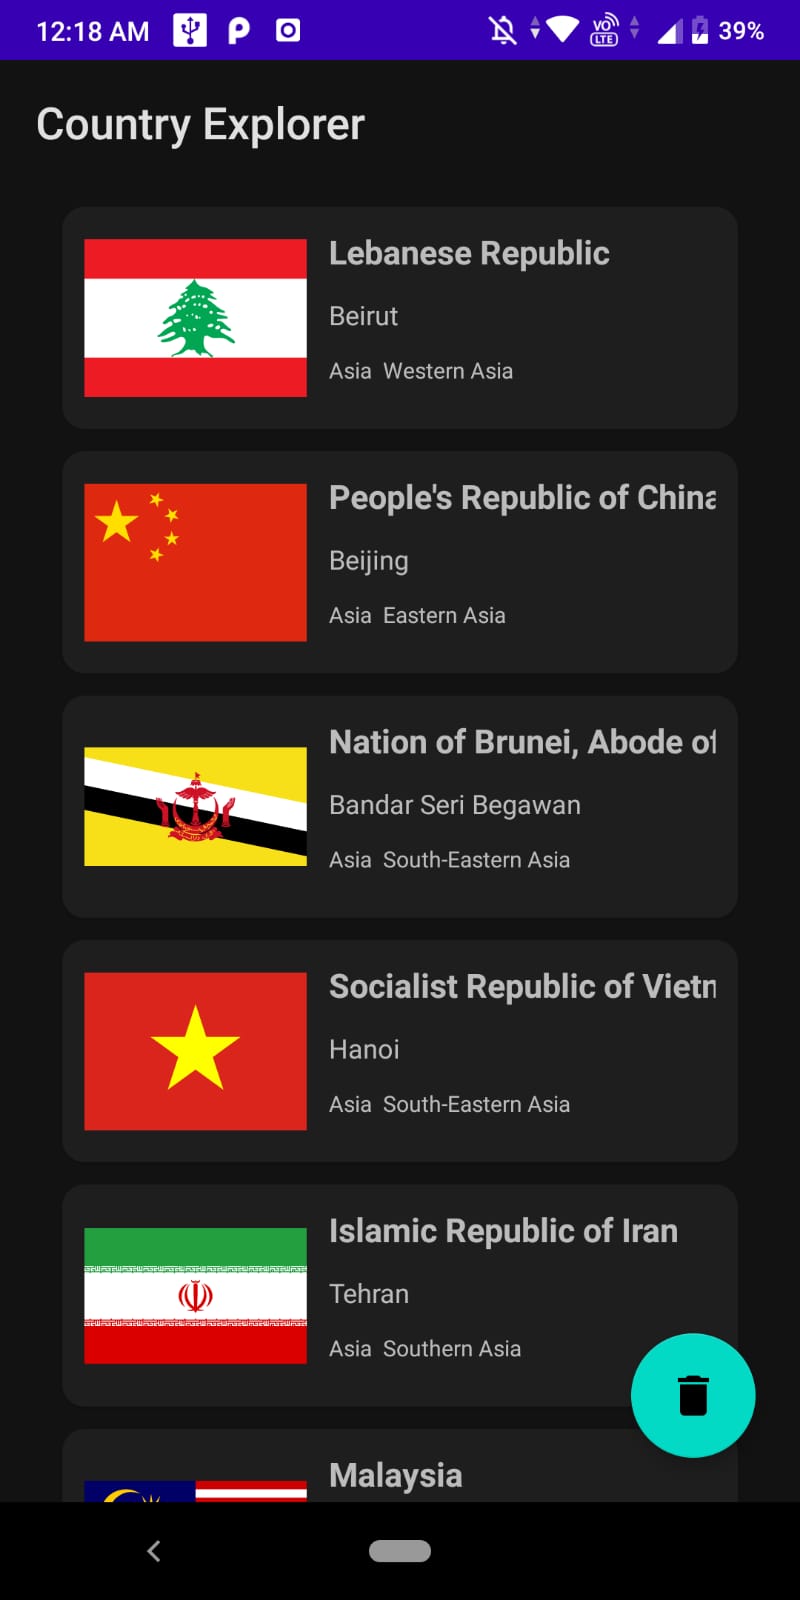 12:18 AM
VO LTE
39%
Country Explorer
Lebanese Republic
Beirut
Asia Western Asia
People's Republic of China
Beijing
Asia Eastern Asia
Nation of Brunei, Abode of
Bandar Seri Begawan
Asia South-Eastern Asia
Socialist Republic of Vietn
Hanoi
Asia South-Eastern Asia
Islamic Republic of Iran
Tehran
Asia Southern Asia
Malaysia